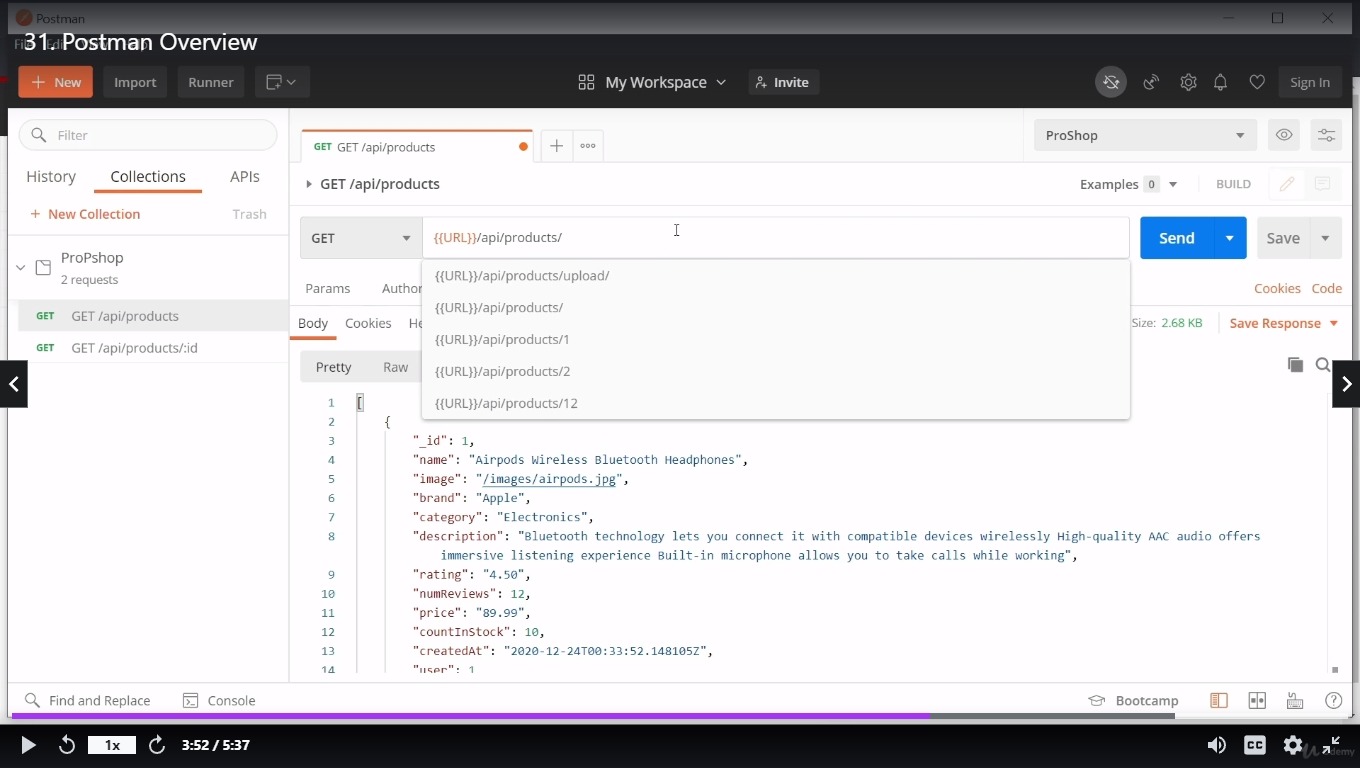 Postman
31. Postman Overview
New
Import
Runner
My Workspace
Invite
Sign In
Filter
GET GET /api/products
ProShop
History
Collections
APIs
GET /api/products
Examples 0
BUILD
New Collection
Trash
GET
{{URL}}/api/products/
Send
Save
ProPshop
2 requests
{{URL}}/api/products/upload/
Params
Author
Cookies
Code
{{URL}}/api/products/
GET GET /api/products
Body
Cookies
He
Size: 2.68 KB
Save Response
{{URL}}/api/products/1
GET GET /api/products/:id
Pretty
Raw
{{URL}}/api/products/2
{{URL}}/api/products/12
1 [
2 {
3 "_id": 1,
4 "name": "Airpods Wireless Bluetooth Headphones",
5 "image": "/images/airpods.jpg",
6 "brand": "Apple",
7 "category": "Electronics",
8 "description": "Bluetooth technology lets you connect it with compatible devices wirelessly High-quality AAC audio offers
immersive listening experience Built-in microphone allows you to take calls while working",
9 "rating": "4.50",
10 "numReviews": 12,
11 "price": "89.99",
12 "countInStock": 10,
13 "createdAt": "2020-12-24T00:33:52.148105Z",
14 "user": 1
Find and Replace
Console
Bootcamp
1x
3:52 / 5:37
CC
Udemy